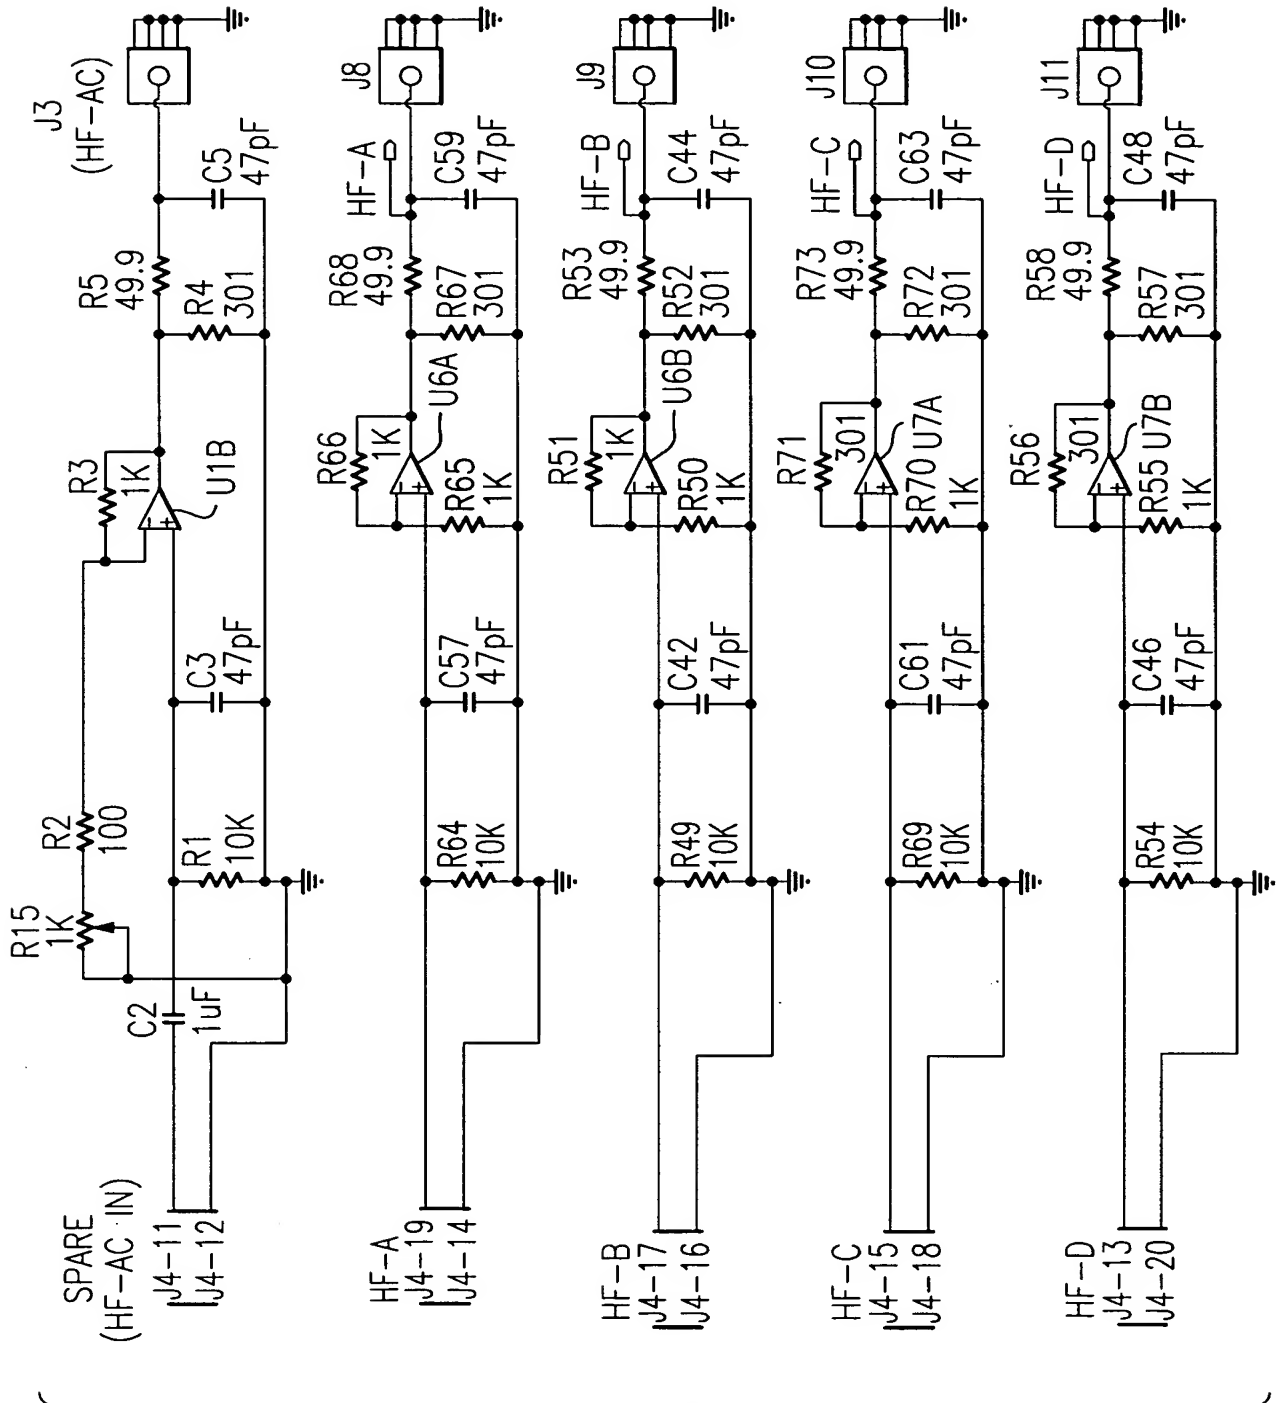 SPARE
(HF-AC IN)
J4-11
J4-12
C2
1uF
R15
1K
R2
100
R1
10K
C3
47pF
R3
1K
U1B
R5
49.9
R4
301
C5
47pF
J3
(HF-AC)
HF-A
J4-19
J4-14
R64
10K
C57
47pF
R66
1K
R65
1K
U6A
R68
49.9
R67
301
HF-A
C59
47pF
J8
HF-B
J4-17
J4-16
R49
10K
C42
47pF
R51
1K
R50
1K
U6B
R53
49.9
R52
301
HF-B
C44
47pF
J9
HF-C
J4-15
J4-18
R69
10K
C61
47pF
R71
301
R70
1K
U7A
R73
49.9
R72
301
HF-C
C63
47pF
J10
HF-D
J4-13
J4-20
R54
10K
C46
47pF
R56
301
R55
1K
U7B
R58
49.9
R57
301
HF-D
C48
47pF
J11